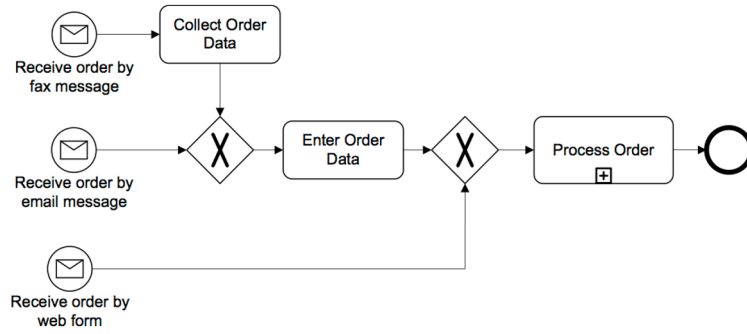 Collect Order
Data
Receive order by
fax message
Enter Order
Data
Process Order
Receive order by
email message
Receive order by
web form